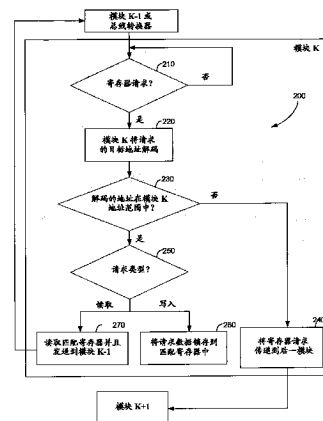 模块 K-1 或
总线转换器
模块 K
210
寄存器请求？
否
200
是
220
模块 K 将请求
的目标地址解码
230
解码的地址在模块 K
地址范围中？
否
是
250
请求类型？
读取
写入
270
260
240
读取匹配寄存器并且
发送到模块 K-1
将请求数据锁存到
匹配寄存器中
将寄存器请求
传递到后一模块
模块 K+1